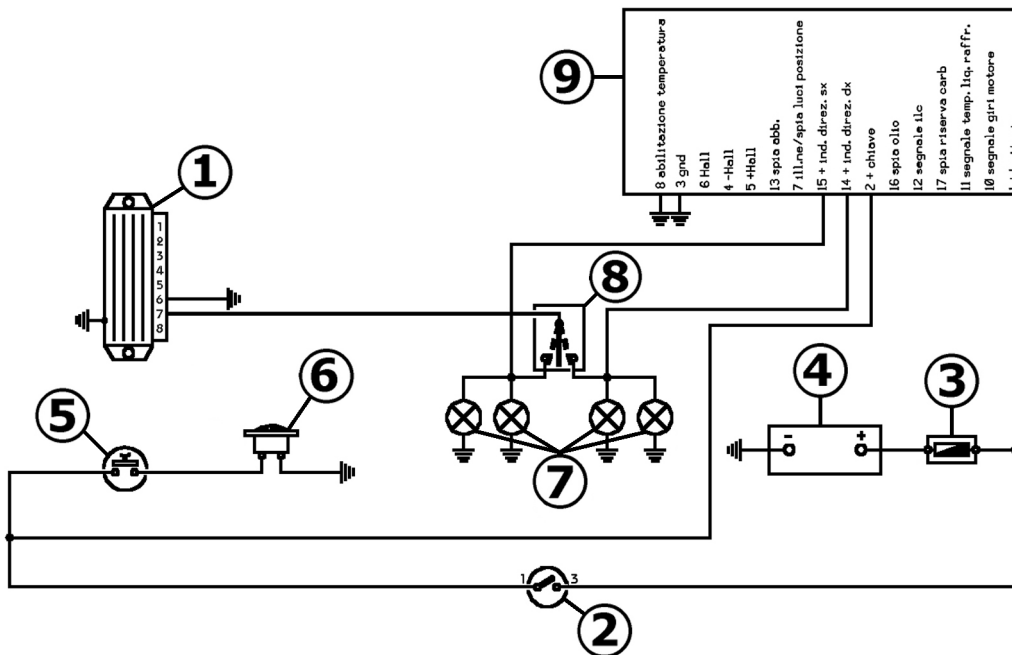 9
8 abilitazione temperatura
3 gnd
6 Hall
4 -Hall
5 +Hall
13 spia abb.
7 ill.ne/spia luci posizione
15 + ind. direz. sx
14 + ind. direz. dx
2 + chiave
16 spia olio
12 segnale ilc
17 spia riserva carb
11 segnale temp. liq. raffr.
10 segnale giri motore
1
1
2
3
4
5
6
7
8
8
6
5
4
3
- +
7
1 3
2